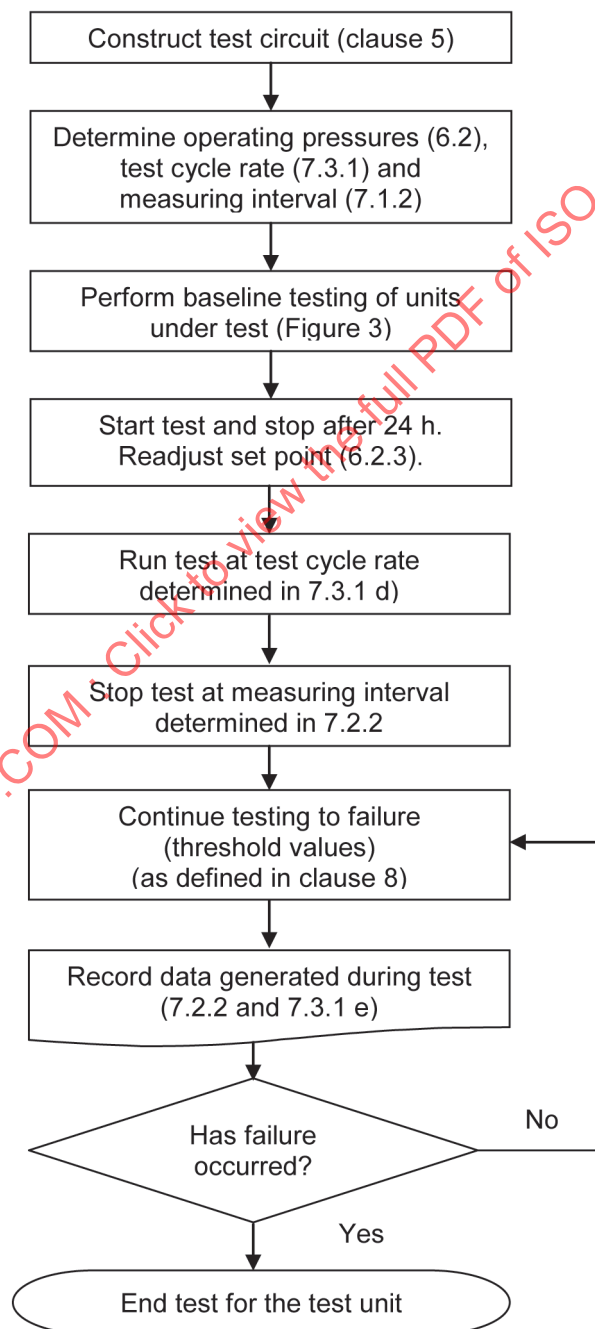 Construct test circuit (clause 5)
Determine operating pressures (6.2),
test cycle rate (7.3.1) and
measuring interval (7.1.2)
Perform baseline testing of units
under test (Figure 3)
Start test and stop after 24 h.
Readjust set point (6.2.3).
Run test at test cycle rate
determined in 7.3.1 d)
Stop test at measuring interval
determined in 7.2.2
Continue testing to failure
(threshold values)
(as defined in clause 8)
Record data generated during test
(7.2.2 and 7.3.1 e)
Has failure
occurred?
No
Yes
End test for the test unit
.COM : Click to view the full PDF of ISO